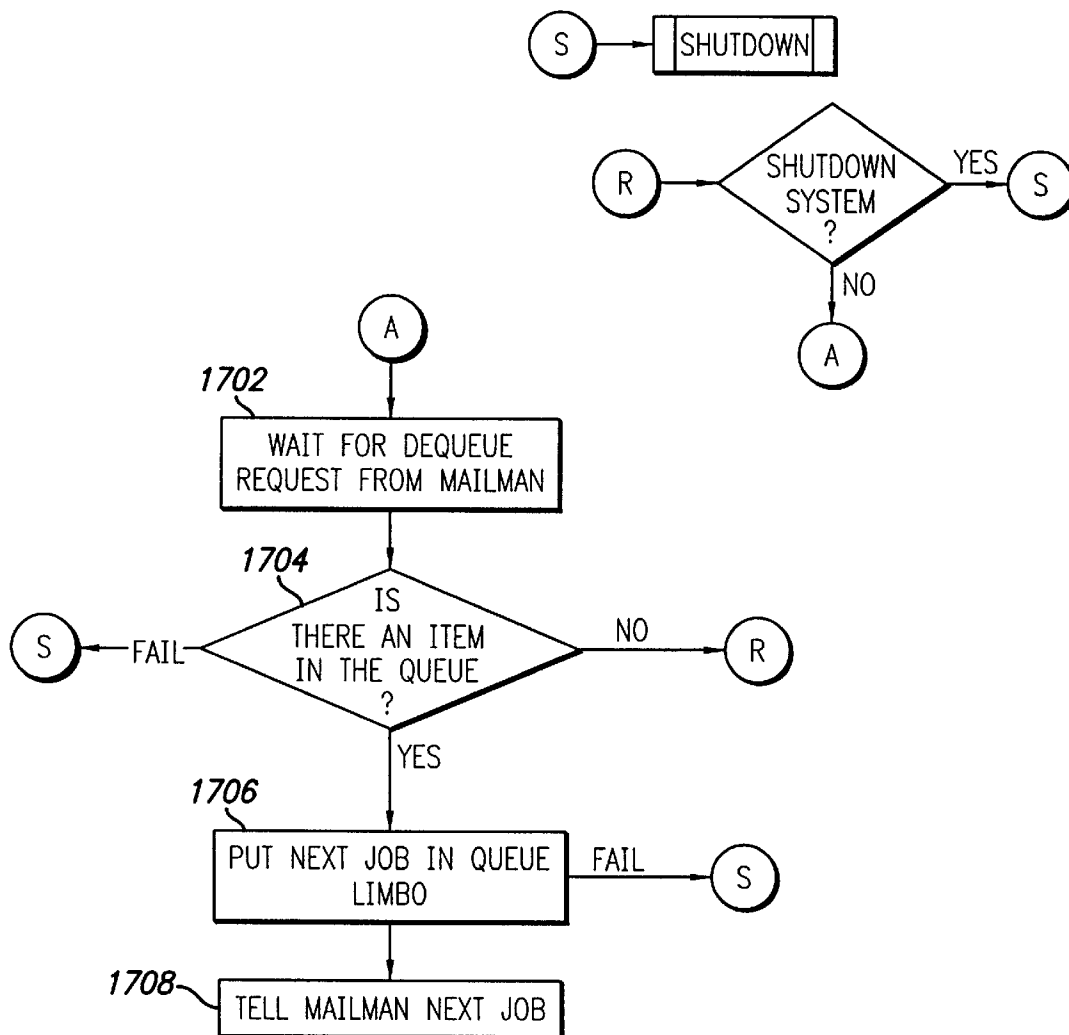 S
SHUTDOWN
R
SHUTDOWN
SYSTEM
?
YES
S
NO
A
A
1702
WAIT FOR DEQUEUE
REQUEST FROM MAILMAN
1704
IS
THERE AN ITEM
IN THE QUEUE
?
S
FAIL
NO
R
YES
1706
PUT NEXT JOB IN QUEUE
LIMBO
FAIL
S
1708
TELL MAILMAN NEXT JOB